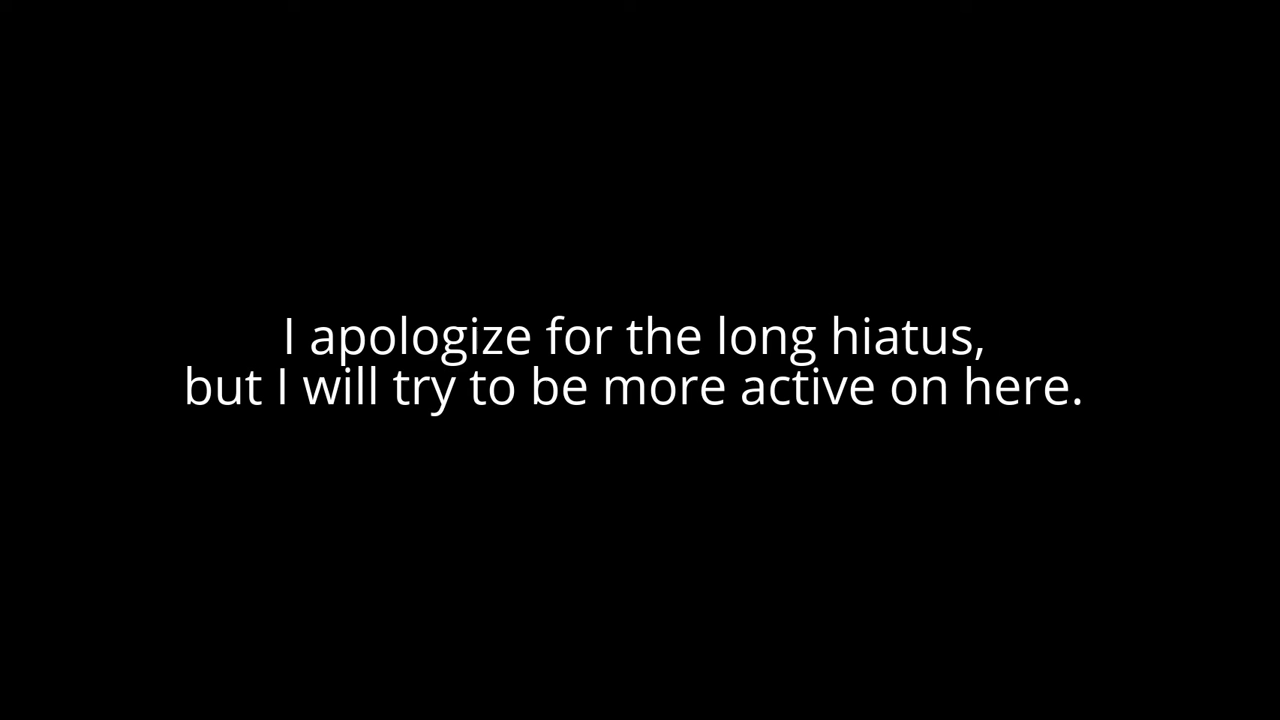 I apologize for the long hiatus,
but I will try to be more active on here.